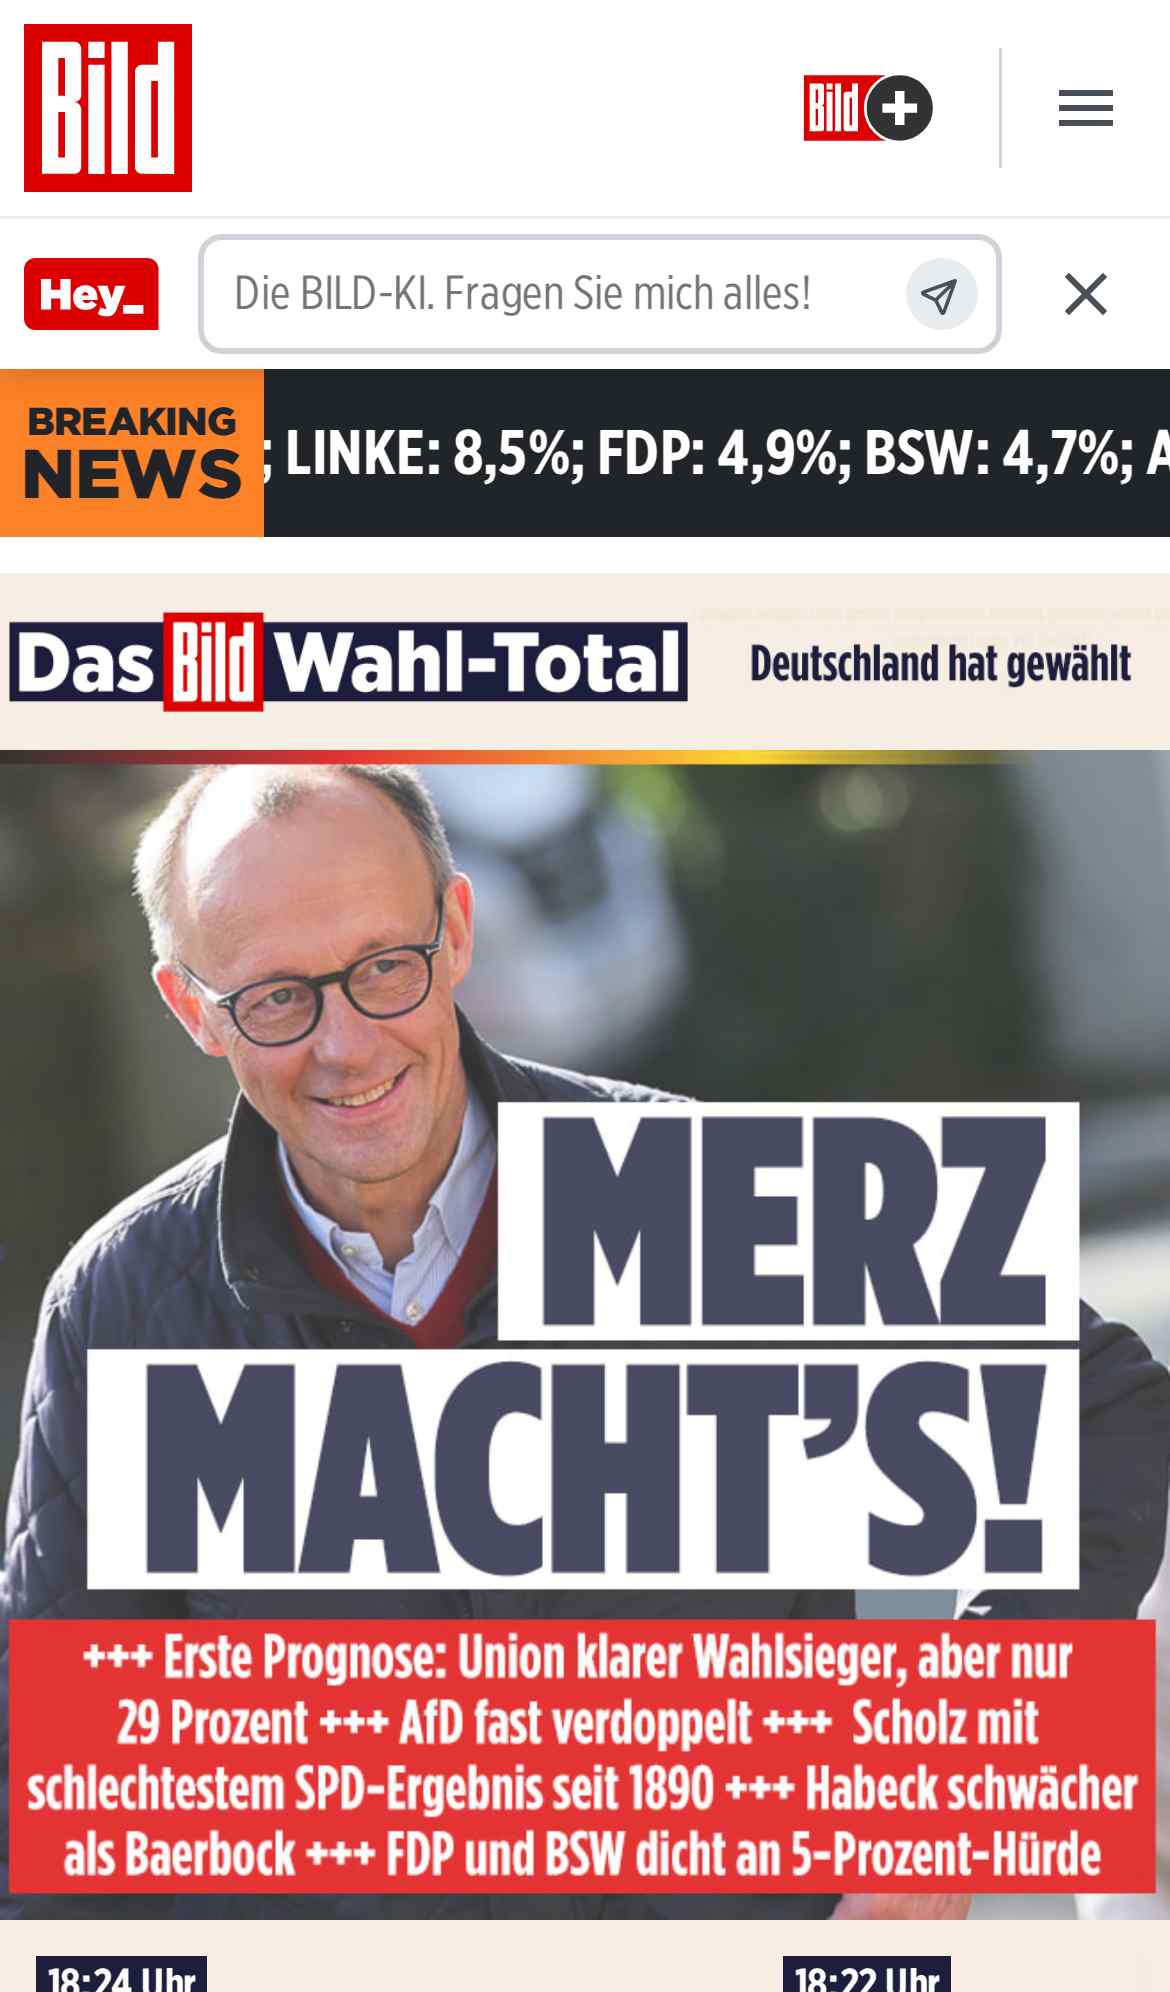 Bild
Bild+
Hey_
Die BILD-KI. Fragen Sie mich alles!
BREAKING
NEWS
; LINKE: 8,5%; FDP: 4,9%; BSW: 4,7%; A
Das Bild Wahl-Total
Deutschland hat gewählt
MERZ
MACHT'S!
+++ Erste Prognose: Union klarer Wahlsieger, aber nur
29 Prozent +++ AfD fast verdoppelt +++ Scholz mit
schlechtestem SPD-Ergebnis seit 1890 +++ Habeck schwächer
als Baerbock +++ FDP und BSW dicht an 5-Prozent-Hürde
18:24 Uhr
18:22 Uhr